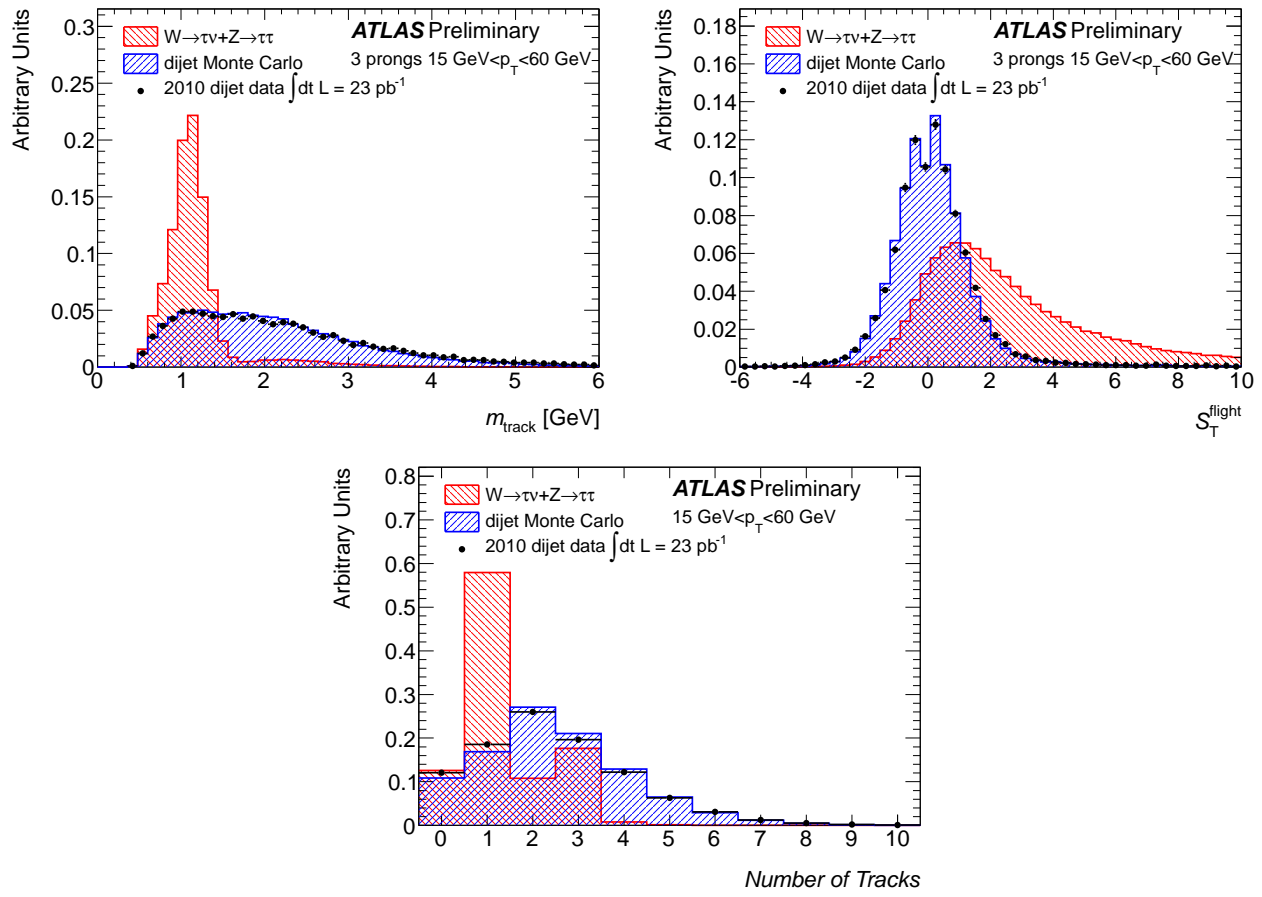 Arbitrary Units
0.3
0.25
0.2
0.15
0.1
0.05
0
W→τν+Z→ττ
dijet Monte Carlo
2010 dijet data ∫dt L = 23 pb⁻¹
ATLAS Preliminary
3 prongs 15 GeV<p_T<60 GeV
0 1 2 3 4 5 6
m_track [GeV]
Arbitrary Units
0.18
0.16
0.14
0.12
0.1
0.08
0.06
0.04
0.02
0
W→τν+Z→ττ
dijet Monte Carlo
2010 dijet data ∫dt L = 23 pb⁻¹
ATLAS Preliminary
3 prongs 15 GeV<p_T<60 GeV
-6 -4 -2 0 2 4 6 8 10
S_T^flight
Arbitrary Units
0.8
0.7
0.6
0.5
0.4
0.3
0.2
0.1
0
W→τν+Z→ττ
dijet Monte Carlo
2010 dijet data ∫dt L = 23 pb⁻¹
ATLAS Preliminary
15 GeV<p_T<60 GeV
0 1 2 3 4 5 6 7 8 9 10
Number of Tracks